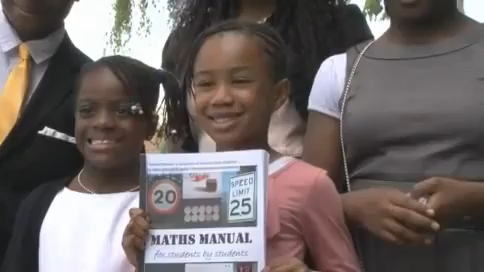 20
SPEED
LIMIT
25
MATHS MANUAL
for students by students